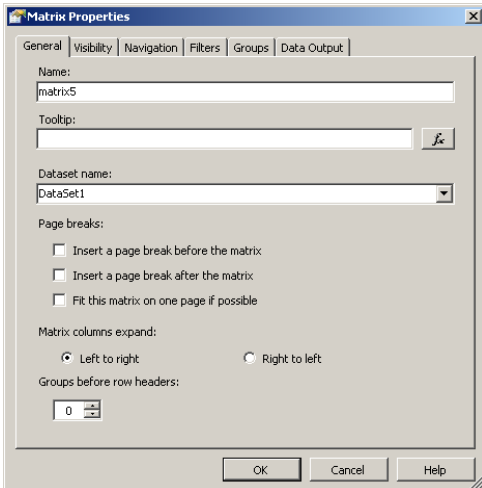 Matrix Properties
General Visibility Navigation Filters Groups Data Output
Name:
matrix5
Tooltip:
fx
Dataset name:
DataSet1
Page breaks:
Insert a page break before the matrix
Insert a page break after the matrix
Fit this matrix on one page if possible
Matrix columns expand:
Left to right Right to left
Groups before row headers:
0
OK Cancel Help